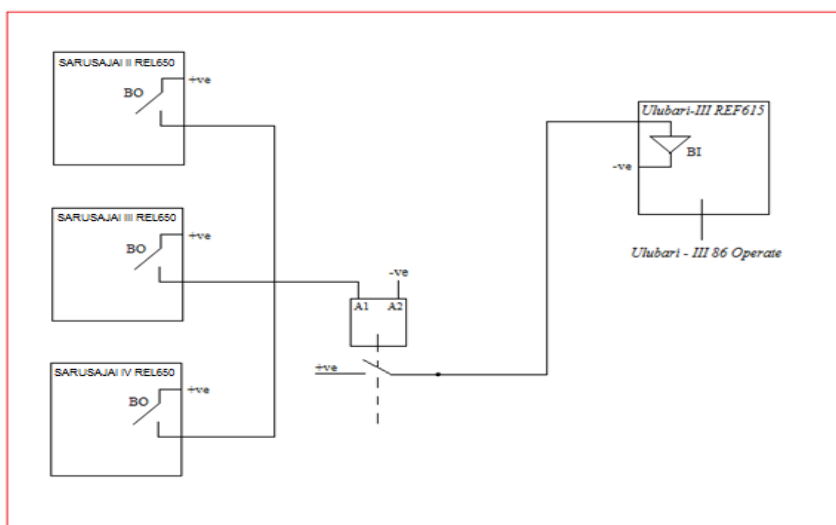 SARUSAJAI II REL650
+ve
BO
SARUSAJAI III REL650
+ve
BO
SARUSAJAI IV REL650
+ve
BO
-ve
A1 A2
+ve
Ulubari-III REF615
BI
-ve
Ulubari - III 86 Operate